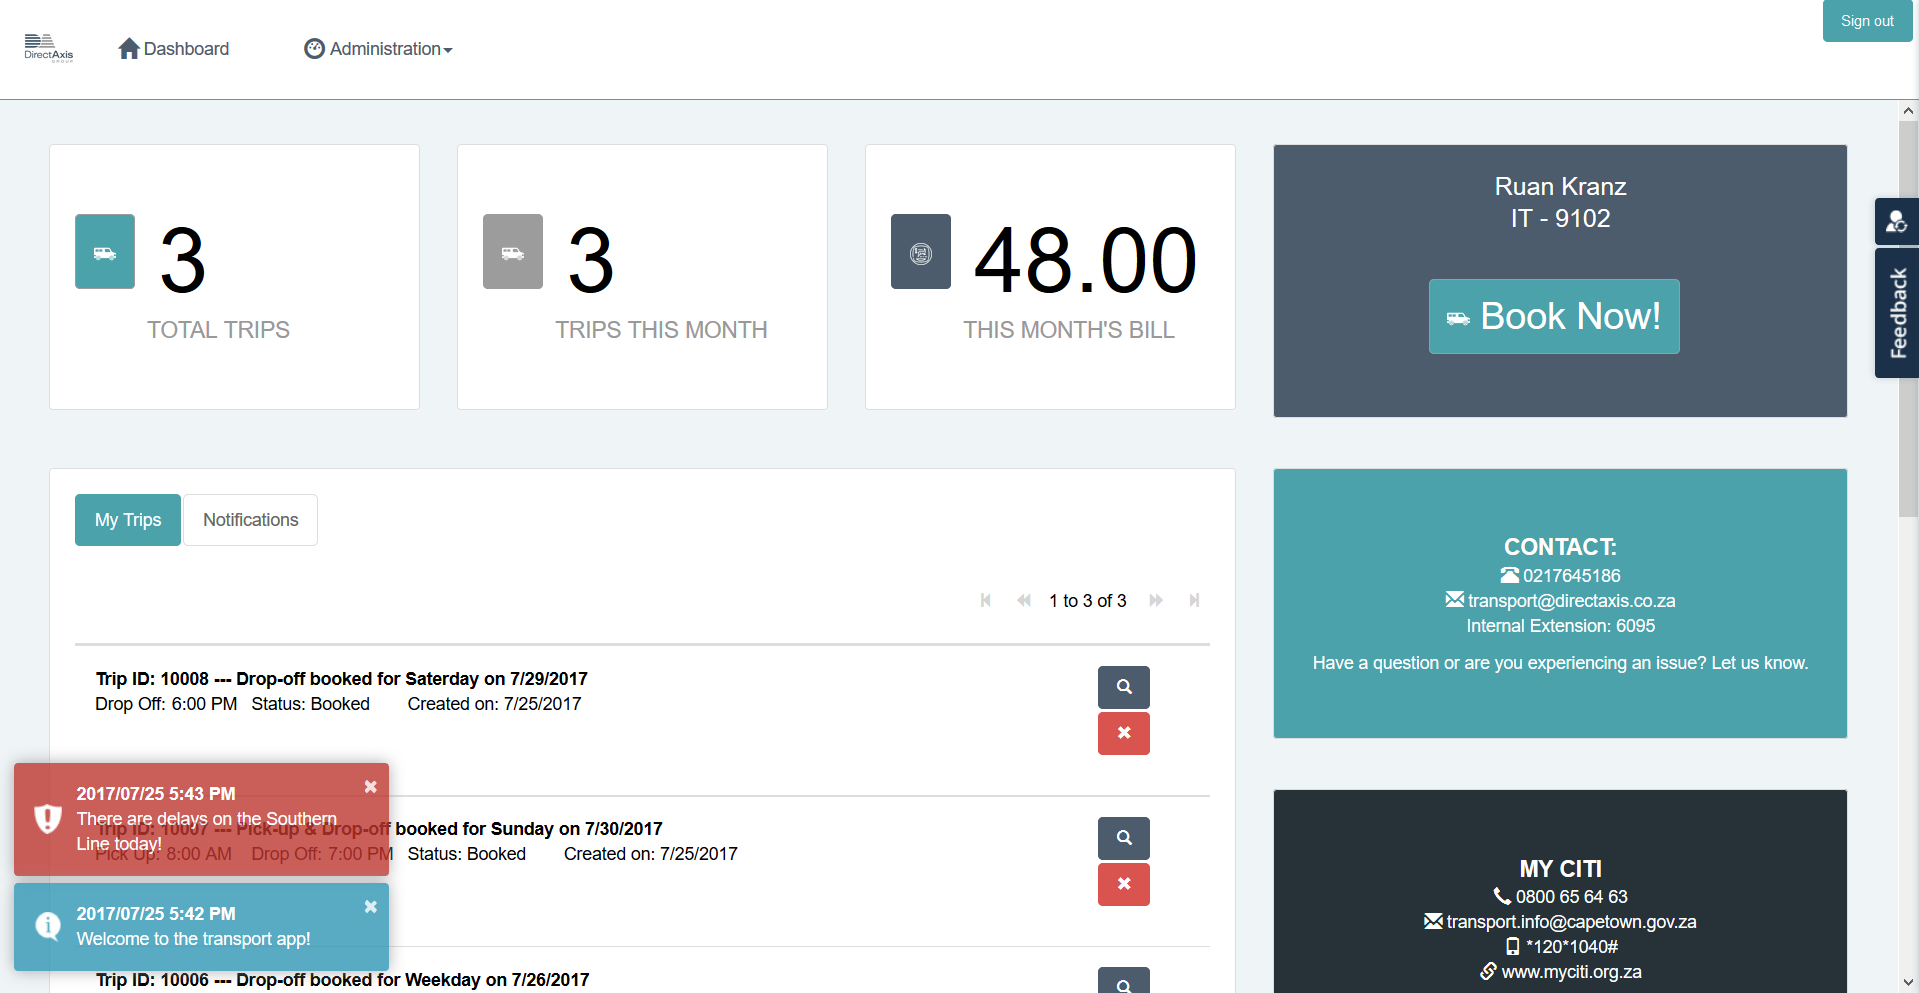 DirectAxis
GROUP
Dashboard
Administration
Sign out
3
TOTAL TRIPS
3
TRIPS THIS MONTH
48.00
THIS MONTH'S BILL
Ruan Kranz
IT - 9102
Book Now!
Feedback
My Trips
Notifications
1 to 3 of 3
Trip ID: 10008 --- Drop-off booked for Saterday on 7/29/2017
Drop Off: 6:00 PM Status: Booked Created on: 7/25/2017
Trip ID: 10007 --- Pick-up & Drop-off booked for Sunday on 7/30/2017
Pick Up: 8:00 AM Drop Off: 7:00 PM Status: Booked Created on: 7/25/2017
Trip ID: 10006 --- Drop-off booked for Weekday on 7/26/2017
2017/07/25 5:43 PM
There are delays on the Southern
Line today!
2017/07/25 5:42 PM
Welcome to the transport app!
CONTACT:
0217645186
transport@directaxis.co.za
Internal Extension: 6095
Have a question or are you experiencing an issue? Let us know.
MY CITI
0800 65 64 63
transport.info@capetown.gov.za
*120*1040#
www.myciti.org.za